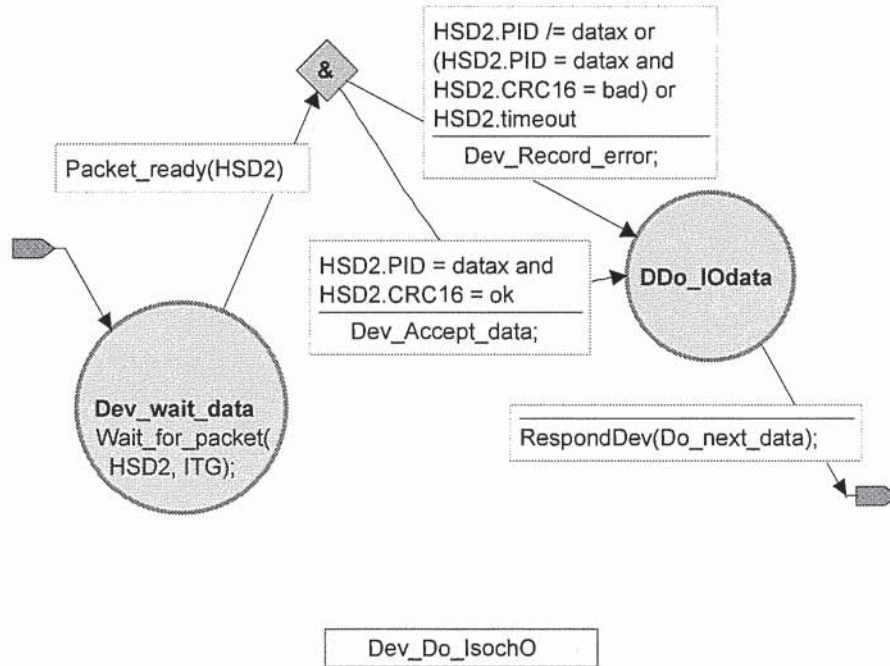 &
HSD2.PID /= datax or
(HSD2.PID = datax and
HSD2.CRC16 = bad) or
HSD2.timeout
Dev_Record_error;
Packet_ready(HSD2)
HSD2.PID = datax and
HSD2.CRC16 = ok
Dev_Accept_data;
DDo_IOdata
Dev_wait_data
Wait_for_packet(
HSD2, ITG);
RespondDev(Do_next_data);
Dev_Do_IsochO